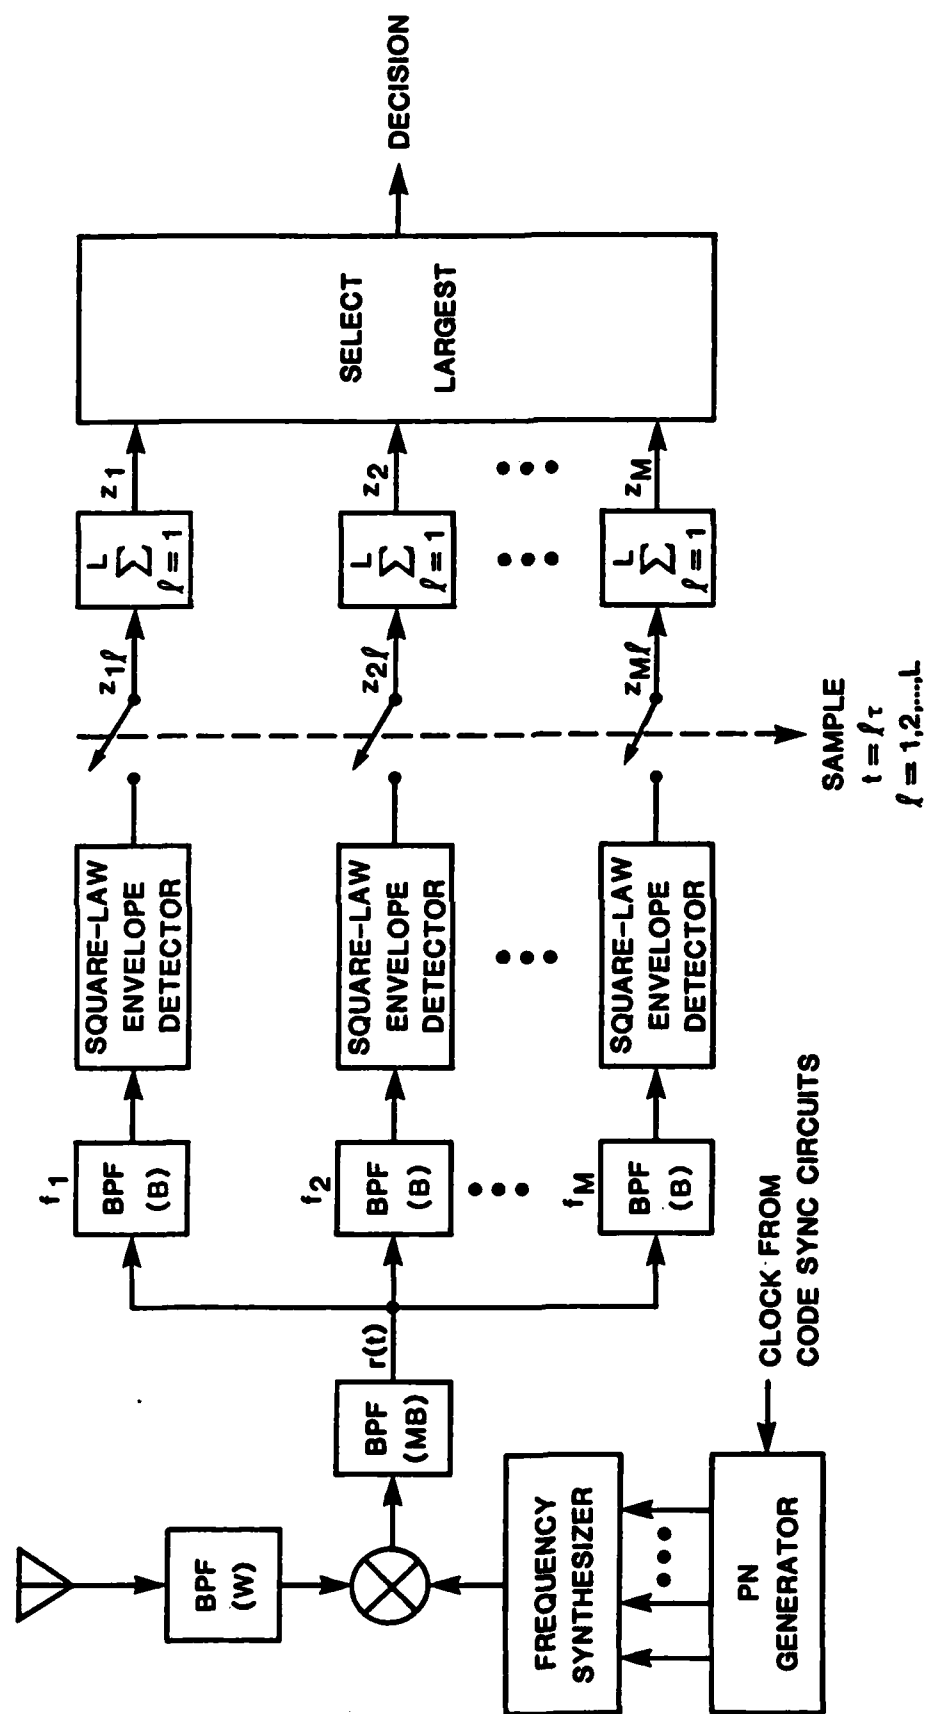 BPF
(W)
FREQUENCY
SYNTHESIZER
PN
GENERATOR
CLOCK FROM
CODE SYNC CIRCUITS
BPF
(MB)
r(t)
f1
BPF
(B)
SQUARE-LAW
ENVELOPE
DETECTOR
z1ℓ
L
Σ
ℓ = 1
z1
f2
BPF
(B)
SQUARE-LAW
ENVELOPE
DETECTOR
z2ℓ
L
Σ
ℓ = 1
z2
fM
BPF
(B)
SQUARE-LAW
ENVELOPE
DETECTOR
zMℓ
L
Σ
ℓ = 1
zM
SAMPLE
t = ℓτ
ℓ = 1,2,...,L
SELECT
LARGEST
DECISION